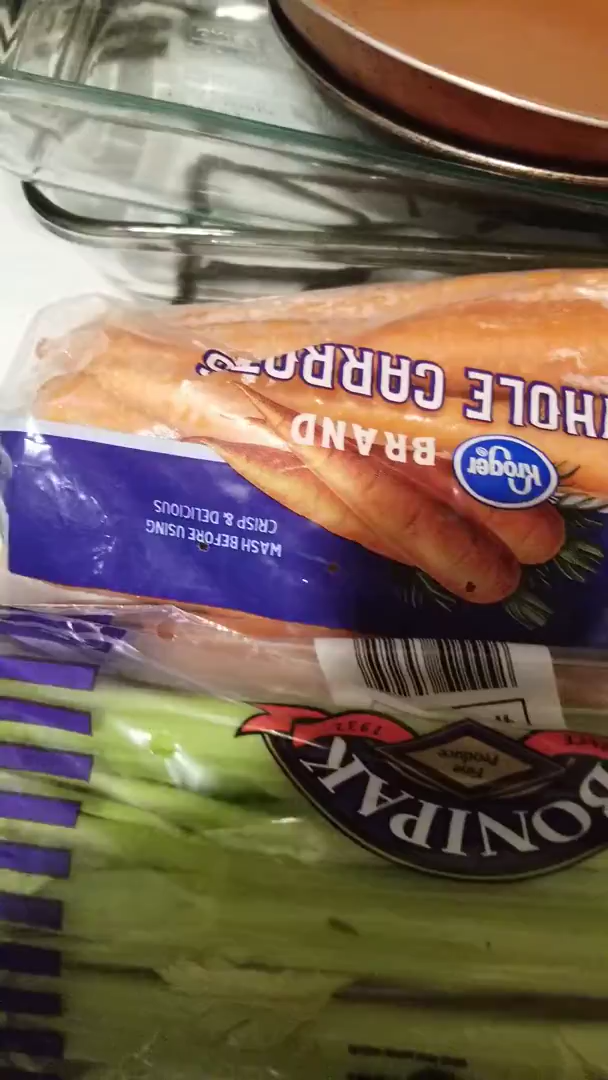 WHOLE CARROTS
BRAND
Kroger
CRISP & DELICIOUS
WASH BEFORE USING
1932
Fine
Produce
BONIPAK